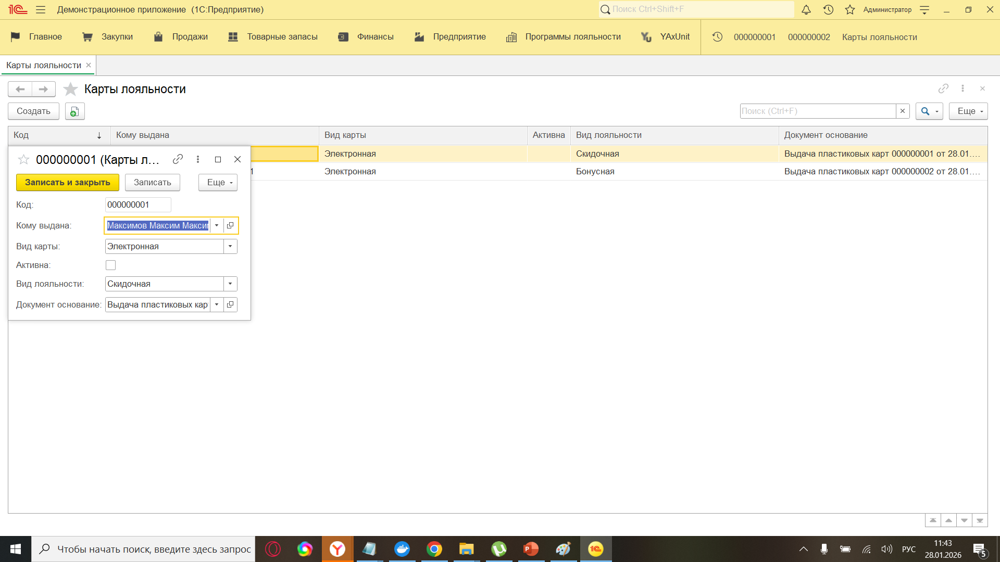 Демонстрационное приложение (1С:Предприятие)
Поиск Ctrl+Shift+F
Администратор
Главное
Закупки
Продажи
Товарные запасы
Финансы
Предприятие
Программы лояльности
YAxUnit
000000001
000000002
Карты лояльности
Карты лояльности
Карты лояльности
Создать
Поиск (Ctrl+F)
Еще
Код
Кому выдана
Вид карты
Активна
Вид лояльности
Документ основание
Электронная
Скидочная
Выдача пластиковых карт 000000001 от 28.01....
1
Электронная
Бонусная
Выдача пластиковых карт 000000002 от 28.01....
000000001 (Карты л...
Записать и закрыть
Записать
Еще
Код:
000000001
Кому выдана:
Максимов Максим Макси
Вид карты:
Электронная
Активна:
Вид лояльности:
Скидочная
Документ основание:
Выдача пластиковых кар
Чтобы начать поиск, введите здесь запрос
РУС
11:43
28.01.2026
5